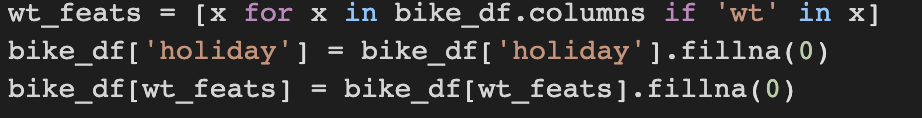 wt_feats = [x for x in bike_df.columns if 'wt' in x]
bike_df['holiday'] = bike_df['holiday'].fillna(0)
bike_df[wt_feats] = bike_df[wt_feats].fillna(0)